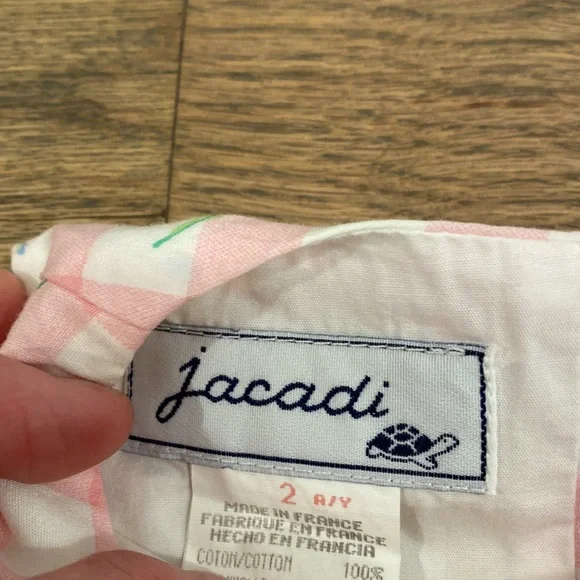 jacadi
2 A/Y
MADE IN FRANCE
FABRIQUE EN FRANCE
HECHO EN FRANCIA
COTON/COTTON 100%